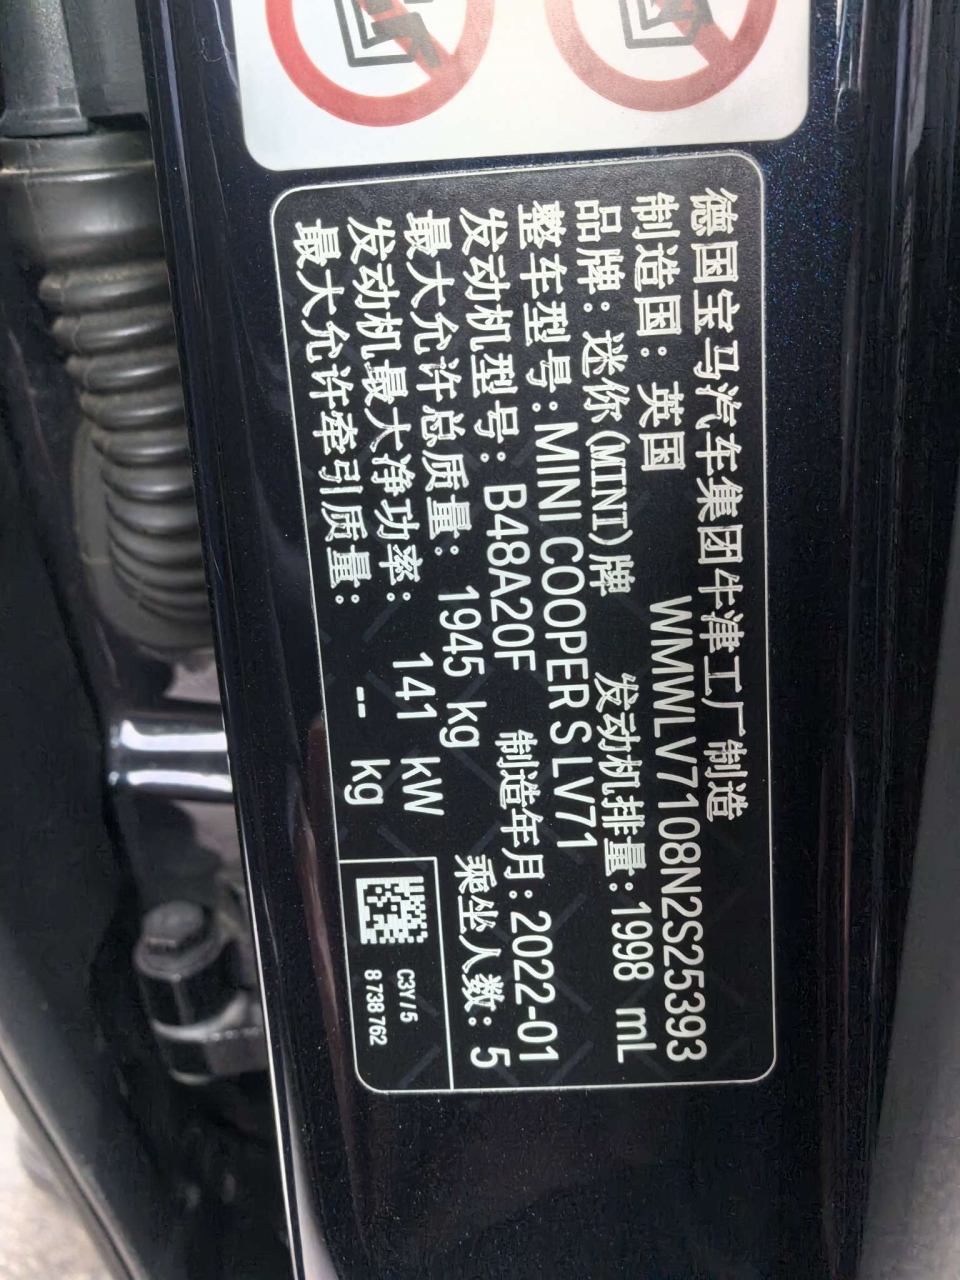 德国宝马汽车集团牛津工厂制造
制造国：英国 WMWLV7108N2S25393
品牌：迷你(MINI)牌 发动机排量：1998 mL
整车型号：MINI COOPER S LV71
发动机型号：B48A20F 制造年月：2022-01
最大允许总质量：1945 kg 乘坐人数：5
发动机最大净功率：141 kW
最大允许牵引质量：-- kg
C3Y/5
8 738 762